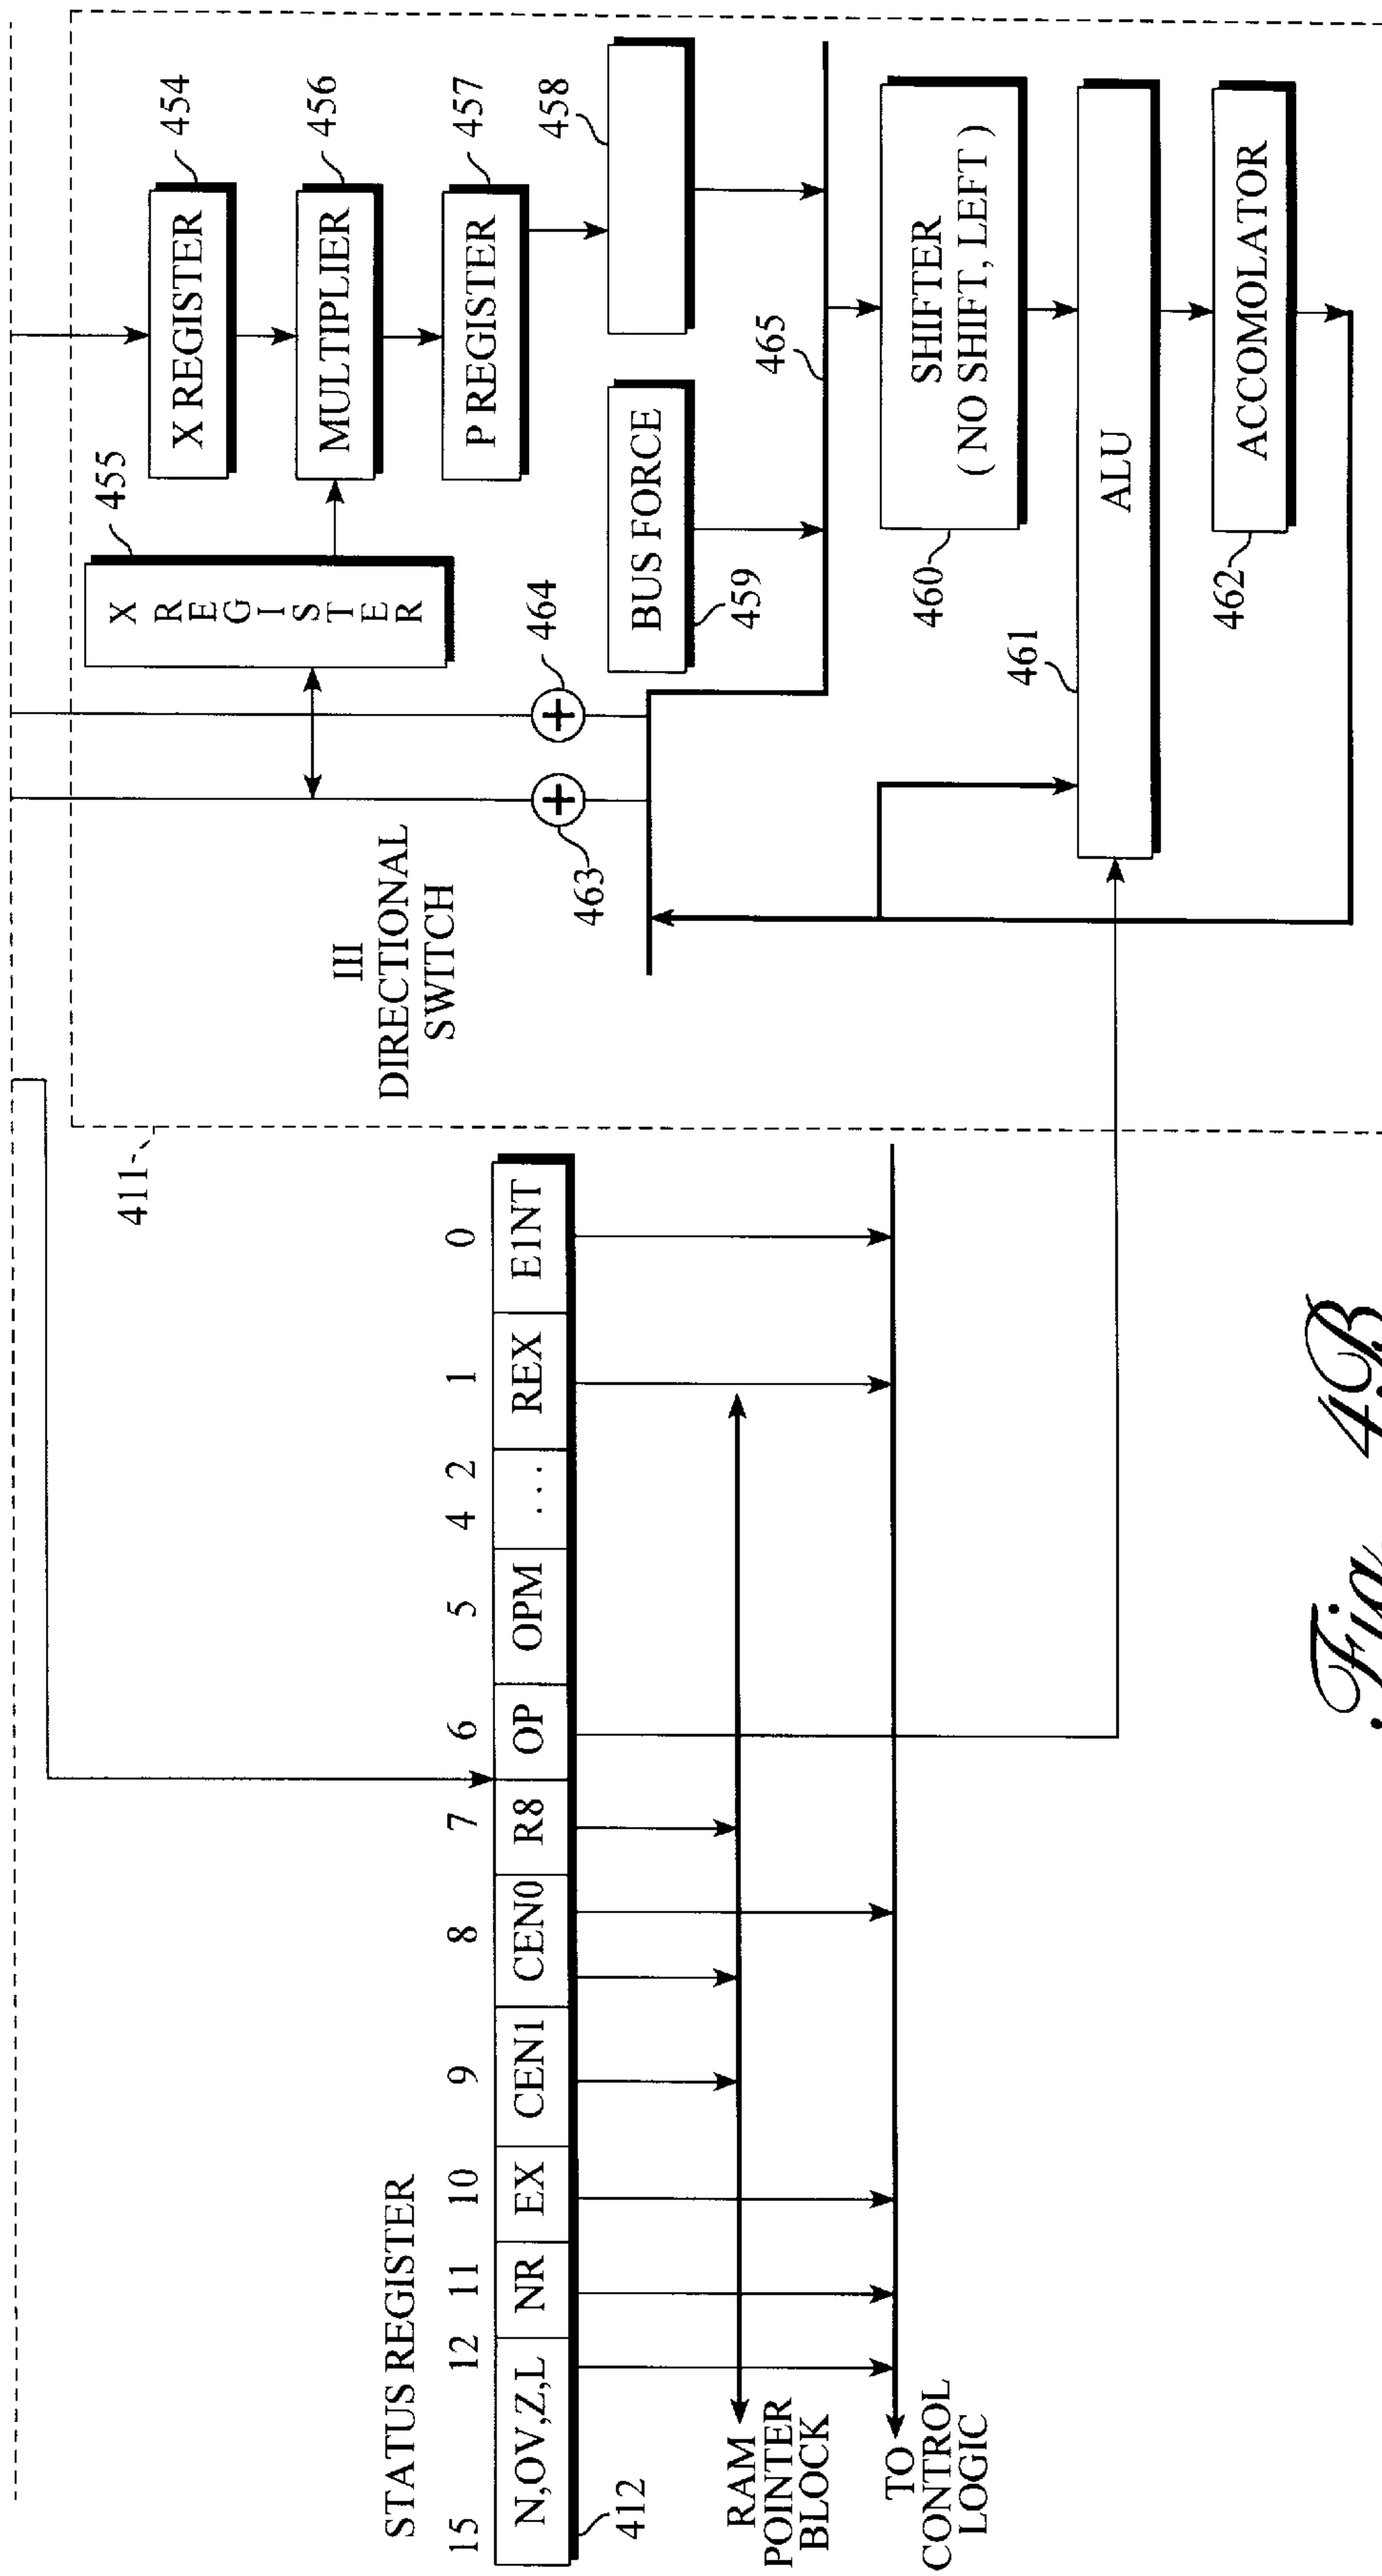 STATUS REGISTER
15 12 11 10 9 8 7 6 5 4 2 1 0
N,OV,Z,L NR EX CEN1 CEN0 R8 OP OPM ... REX E1NT
412
RAM
POINTER
BLOCK
TO
CONTROL
LOGIC
411
III
DIRECTIONAL
SWITCH
463
464
X
R
E
G
I
S
T
E
R
455
X REGISTER
454
MULTIPLIER
456
P REGISTER
457
458
BUS FORCE
459
465
SHIFTER
( NO SHIFT, LEFT )
460
461
ALU
ACCOMOLATOR
462
Fig. 4B